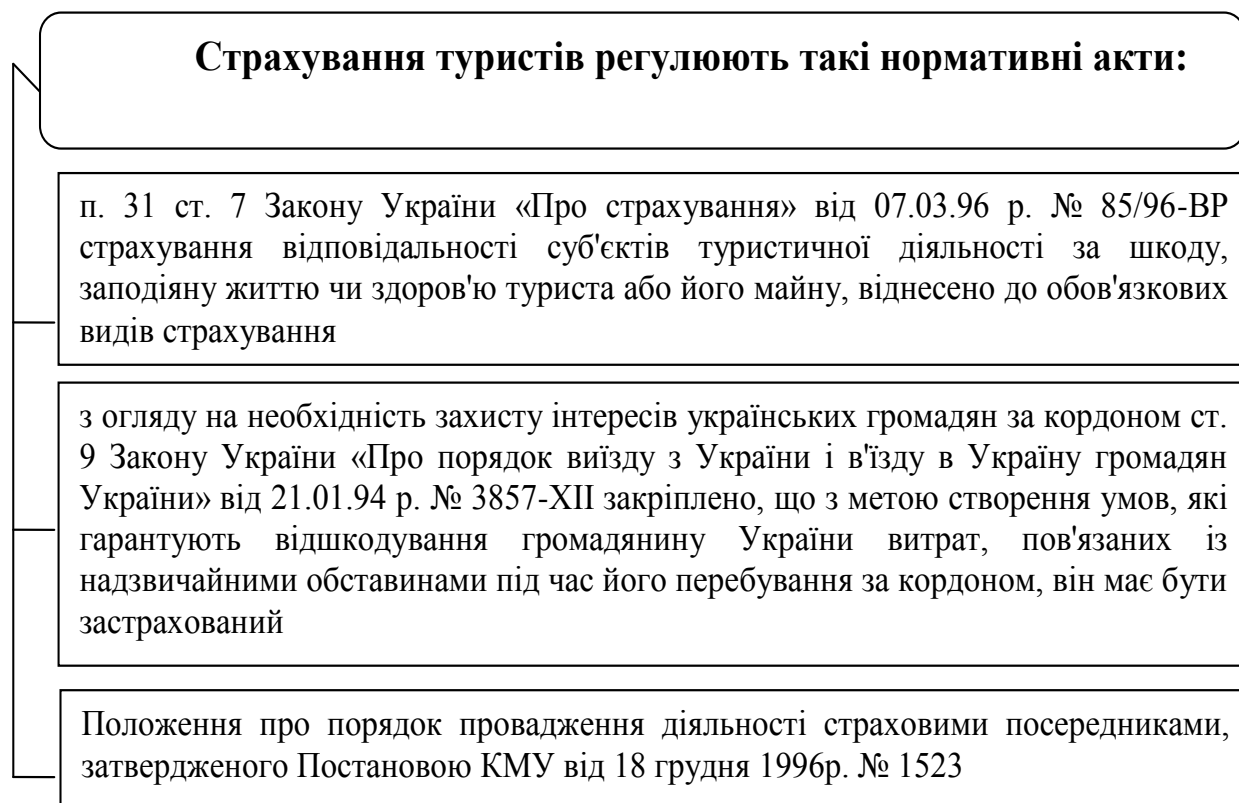 Страхування туристів регулюють такі нормативні акти:
п. 31 ст. 7 Закону України «Про страхування» від 07.03.96 р. № 85/96-ВР
страхування відповідальності суб'єктів туристичної діяльності за шкоду,
заподіяну життю чи здоров'ю туриста або його майну, віднесено до обов'язкових
видів страхування
з огляду на необхідність захисту інтересів українських громадян за кордоном ст.
9 Закону України «Про порядок виїзду з України і в'їзду в Україну громадян
України» від 21.01.94 р. № 3857-XII закріплено, що з метою створення умов, які
гарантують відшкодування громадянину України витрат, пов'язаних із
надзвичайними обставинами під час його перебування за кордоном, він має бути
застрахований
Положення про порядок провадження діяльності страховими посередниками,
затвердженого Постановою КМУ від 18 грудня 1996р. № 1523